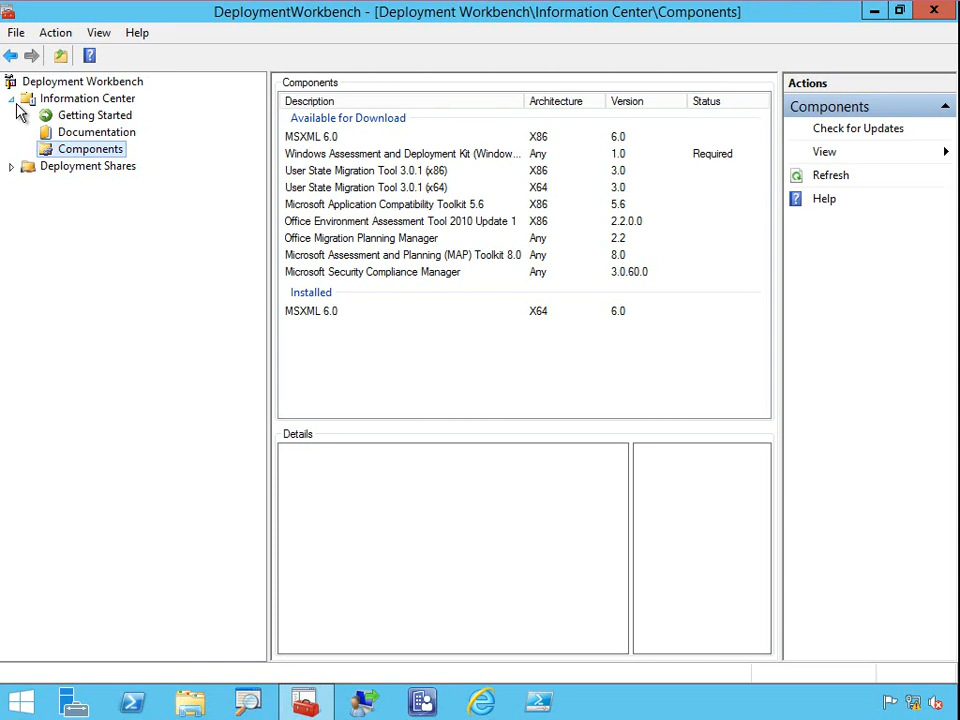 DeploymentWorkbench - [Deployment Workbench\Information Center\Components]
File Action View Help
Deployment Workbench
Information Center
Getting Started
Documentation
Components
Deployment Shares
Components
Description Architecture Version Status
Available for Download
MSXML 6.0 X86 6.0
Windows Assessment and Deployment Kit (Window... Any 1.0 Required
User State Migration Tool 3.0.1 (x86) X86 3.0
User State Migration Tool 3.0.1 (x64) X64 3.0
Microsoft Application Compatibility Toolkit 5.6 X86 5.6
Office Environment Assessment Tool 2010 Update 1 X86 2.2.0.0
Office Migration Planning Manager Any 2.2
Microsoft Assessment and Planning (MAP) Toolkit 8.0 Any 8.0
Microsoft Security Compliance Manager Any 3.0.60.0
Installed
MSXML 6.0 X64 6.0
Details
Actions
Components
Check for Updates
View
Refresh
Help